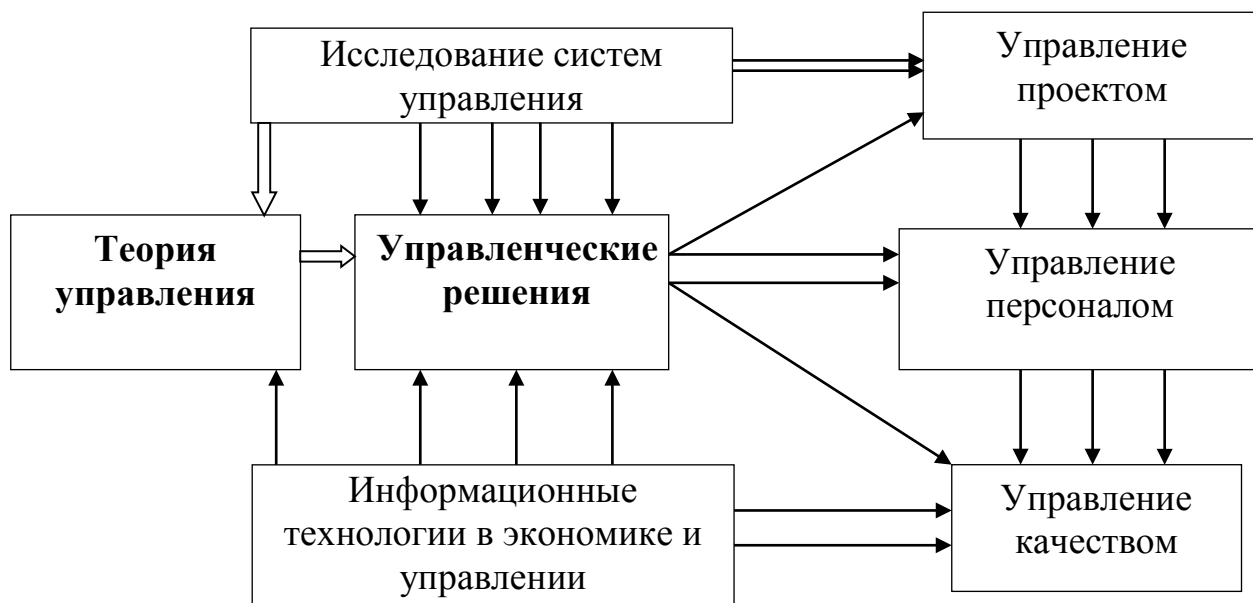 Исследование систем
управления
Управление
проектом
Теория
управления
Управленческие
решения
Управление
персоналом
Информационные
технологии в экономике и
управлении
Управление
качеством